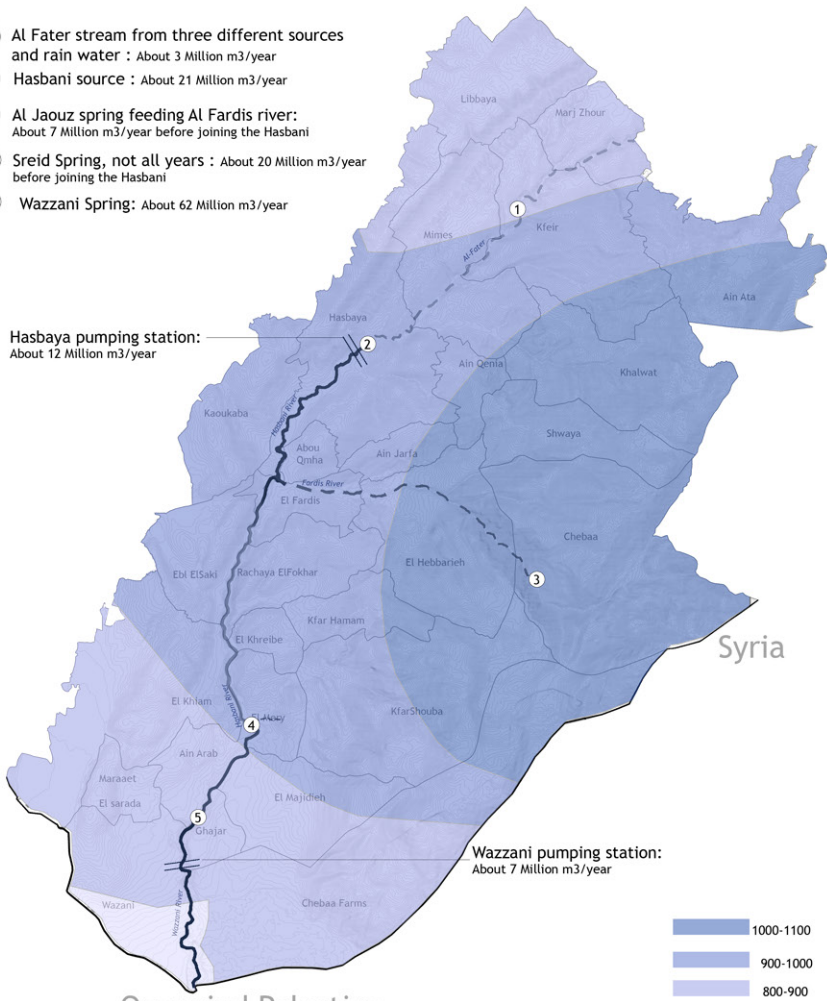 Al Fater stream from three different sources
and rain water : About 3 Million m3/year
Hasbani source : About 21 Million m3/year
Al Jaouz spring feeding Al Fardis river:
About 7 Million m3/year before joining the Hasbani
Sreid Spring, not all years : About 20 Million m3/year
before joining the Hasbani
Wazzani Spring: About 62 Million m3/year
Libbaya
Marj Zhour
1
Mimes
Kfeir
Al-Fater
Ain Ata
Hasbaya
Hasbaya pumping station:
About 12 Million m3/year
2
Ain Qenia
Khalwat
Kaoukaba
Hasbani River
Shwaya
Abou
Qmha
Ain Jarfa
Fardis River
El Fardis
Chebaa
Ebl ElSaki
Rachaya ElFokhar
El Hebbarieh
3
Kfar Hamam
El Khreibe
Syria
El Khiam
Hasbani River
4
KfarShouba
Ain Arab
Maraaet
El sarada
El Majidieh
5
Ghajar
Wazzani pumping station:
About 7 Million m3/year
Wazani
Wazzani River
Chebaa Farms
1000-1100
900-1000
800-900